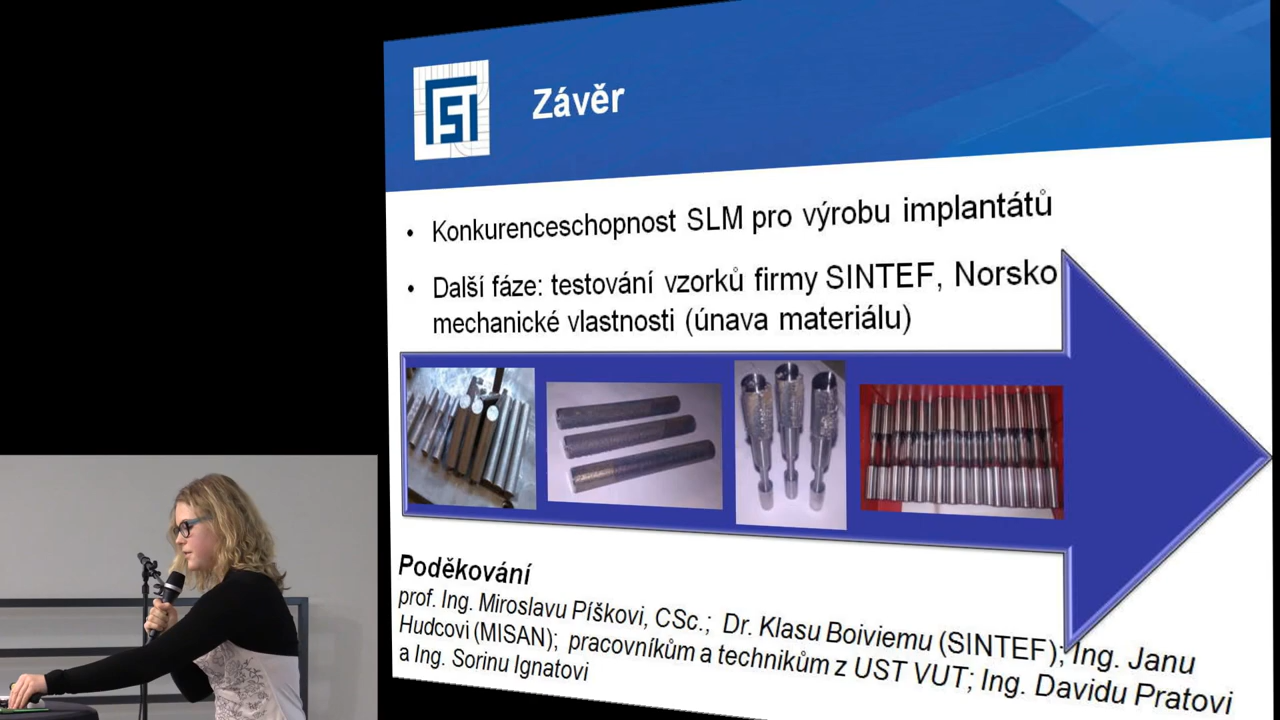 Závěr
• Konkurenceschopnost SLM pro výrobu implantátů
• Další fáze: testování vzorků firmy SINTEF, Norsko
mechanické vlastnosti (únava materiálu)
Poděkování
prof. Ing. Miroslavu Píškovi, CSc.; Dr. Klasu Boiviemu (SINTEF); Ing. Janu
Hudcovi (MISAN); pracovníkům a technikům z UST VUT; Ing. Davidu Pratovi
a Ing. Sorinu Ignatovi